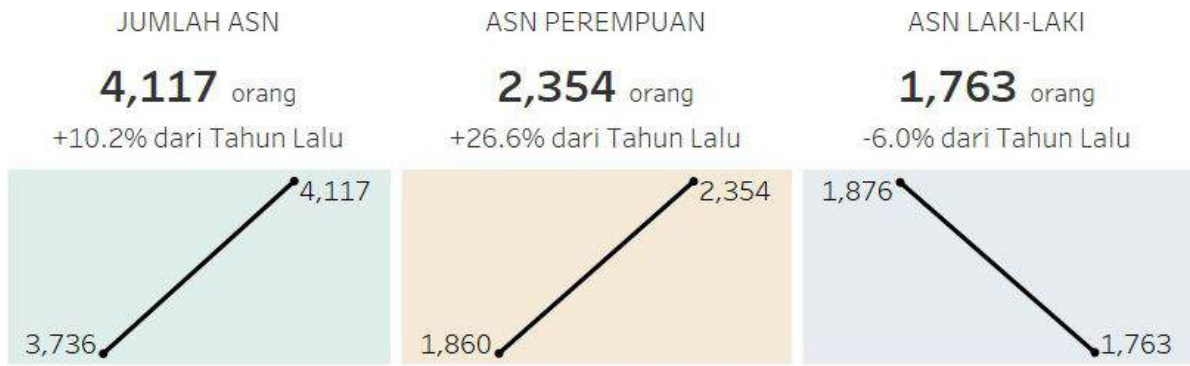 JUMLAH ASN
4,117 orang
+10.2% dari Tahun Lalu
4,117
3,736
ASN PEREMPUAN
2,354 orang
+26.6% dari Tahun Lalu
2,354
1,860
ASN LAKI-LAKI
1,763 orang
-6.0% dari Tahun Lalu
1,876
1,763